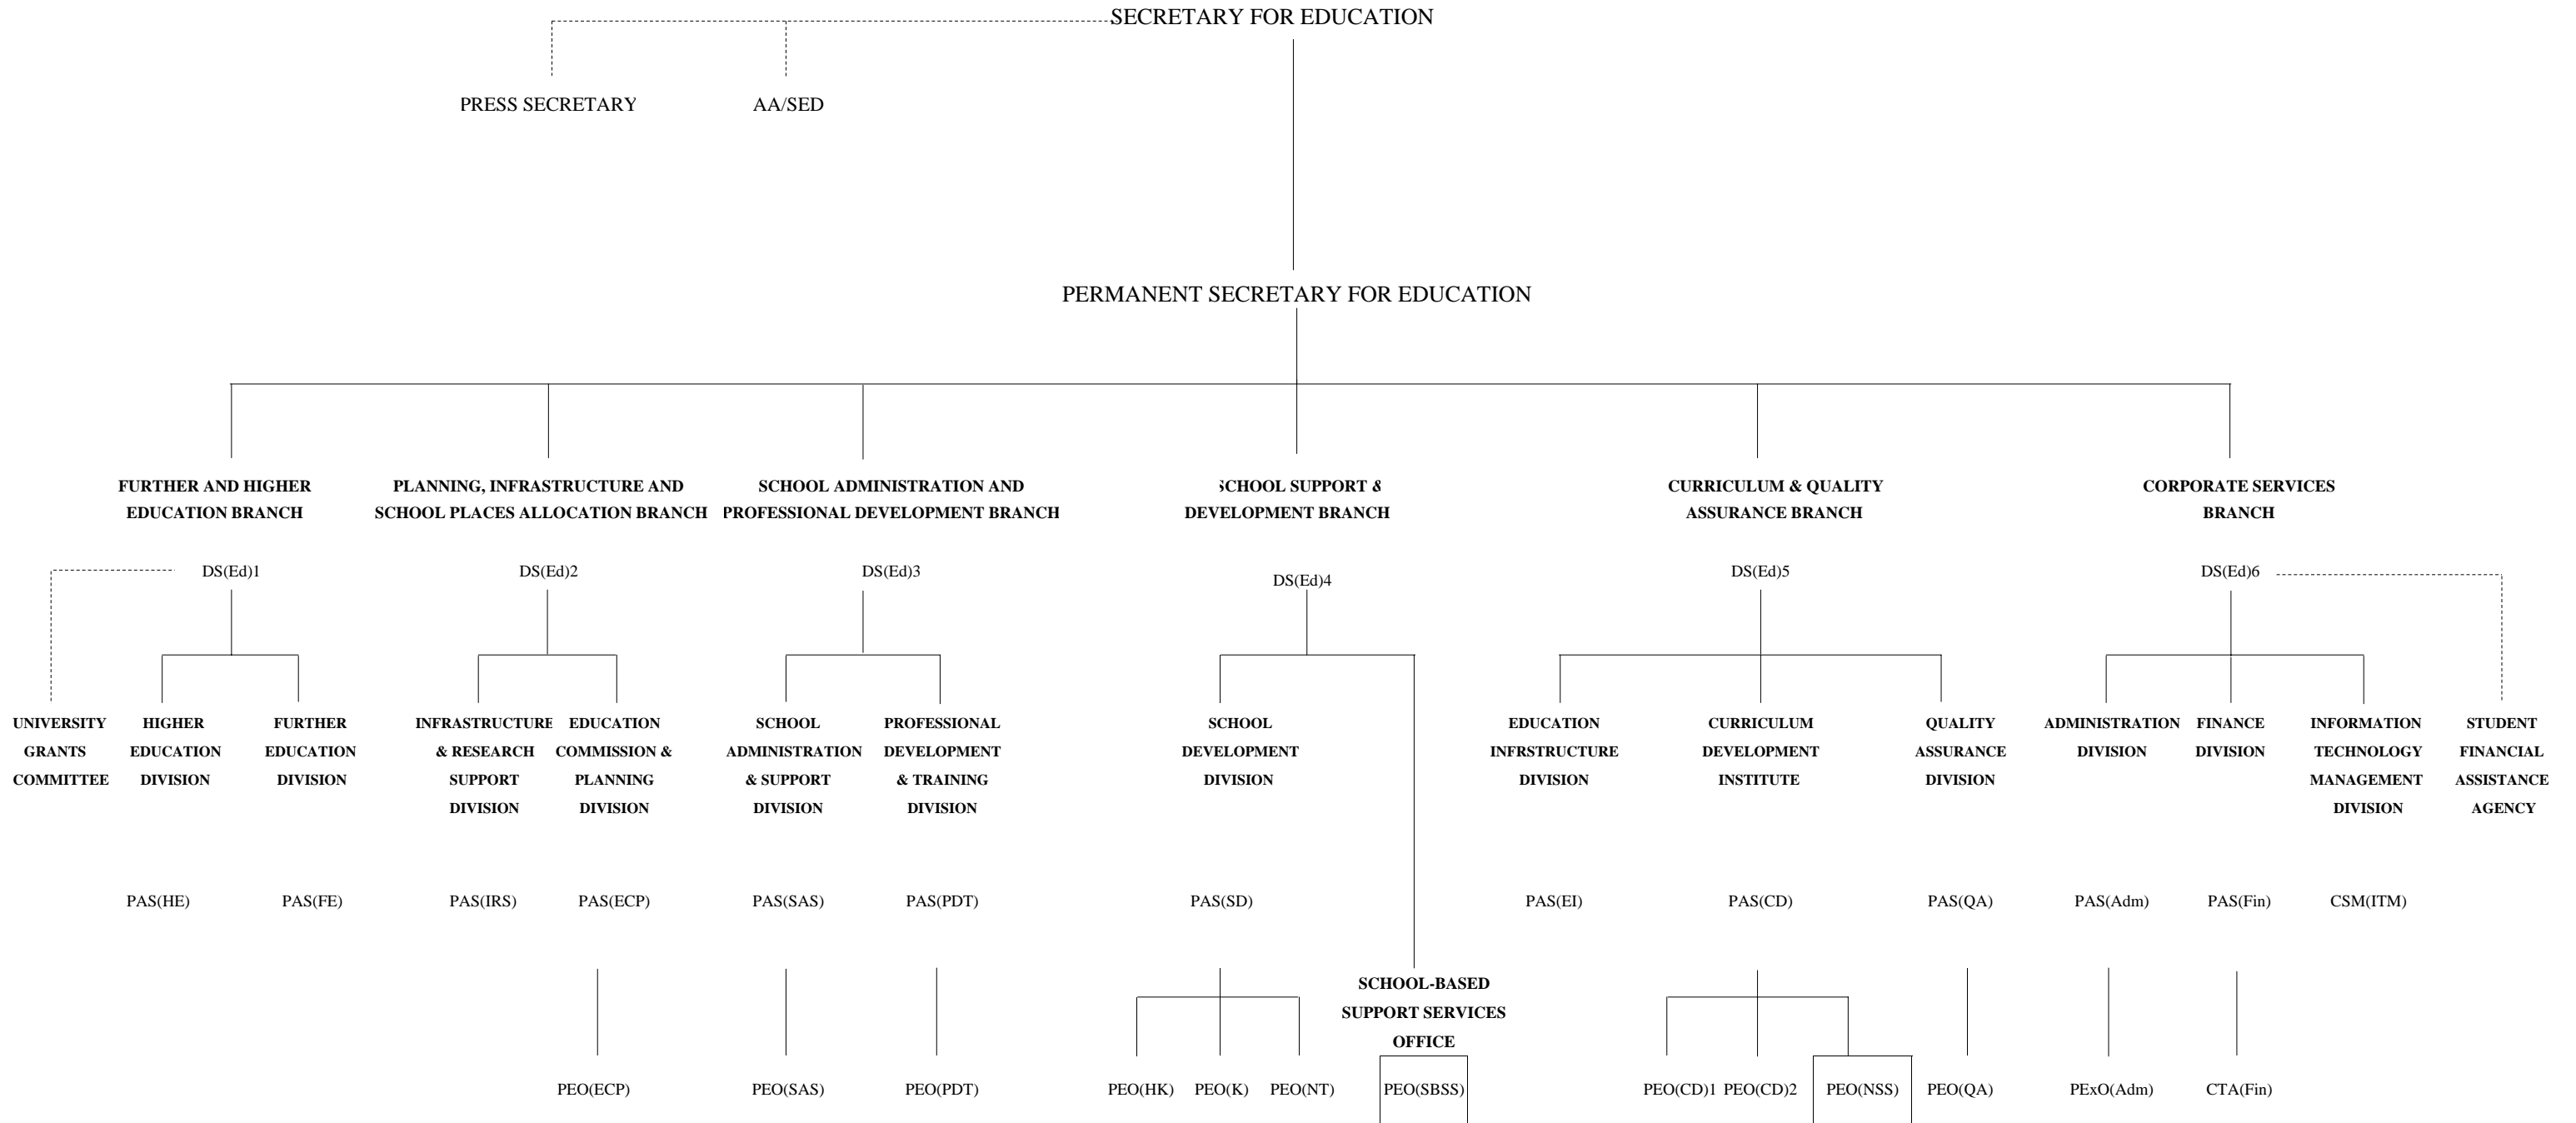 SECRETARY FOR EDUCATION
PRESS SECRETARY
AA/SED
PERMANENT SECRETARY FOR EDUCATION
FURTHER AND HIGHER
EDUCATION BRANCH
PLANNING, INFRASTRUCTURE AND
SCHOOL PLACES ALLOCATION BRANCH
SCHOOL ADMINISTRATION AND
PROFESSIONAL DEVELOPMENT BRANCH
SCHOOL SUPPORT &
DEVELOPMENT BRANCH
CURRICULUM & QUALITY
ASSURANCE BRANCH
CORPORATE SERVICES
BRANCH
DS(Ed)1
DS(Ed)2
DS(Ed)3
DS(Ed)4
DS(Ed)5
DS(Ed)6
UNIVERSITY
GRANTS
COMMITTEE
HIGHER
EDUCATION
DIVISION
FURTHER
EDUCATION
DIVISION
INFRASTRUCTURE
& RESEARCH
SUPPORT
DIVISION
EDUCATION
COMMISSION &
PLANNING
DIVISION
SCHOOL
ADMINISTRATION
& SUPPORT
DIVISION
PROFESSIONAL
DEVELOPMENT
& TRAINING
DIVISION
SCHOOL
DEVELOPMENT
DIVISION
EDUCATION
INFRSTRUCTURE
DIVISION
CURRICULUM
DEVELOPMENT
INSTITUTE
QUALITY
ASSURANCE
DIVISION
ADMINISTRATION
DIVISION
FINANCE
DIVISION
INFORMATION
TECHNOLOGY
MANAGEMENT
DIVISION
STUDENT
FINANCIAL
ASSISTANCE
AGENCY
PAS(HE)
PAS(FE)
PAS(IRS)
PAS(ECP)
PAS(SAS)
PAS(PDT)
PAS(SD)
PAS(EI)
PAS(CD)
PAS(QA)
PAS(Adm)
PAS(Fin)
CSM(ITM)
SCHOOL-BASED
SUPPORT SERVICES
OFFICE
PEO(ECP)
PEO(SAS)
PEO(PDT)
PEO(HK)
PEO(K)
PEO(NT)
PEO(SBSS)
PEO(CD)1
PEO(CD)2
PEO(NSS)
PEO(QA)
PExO(Adm)
CTA(Fin)